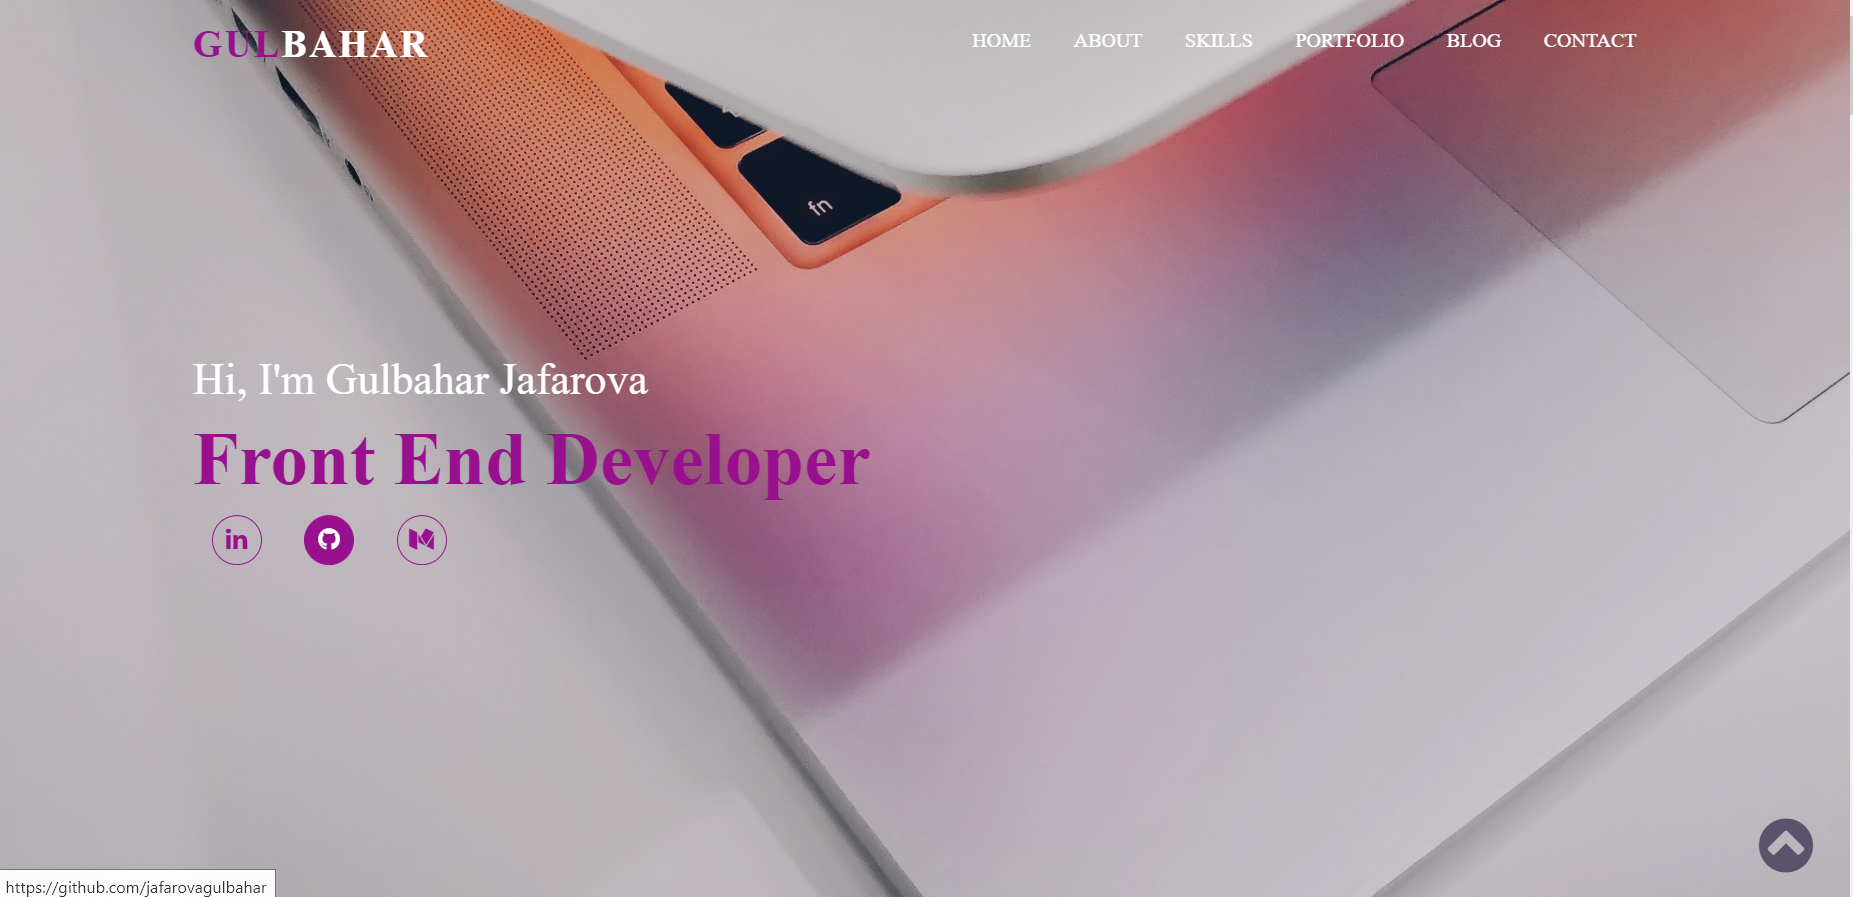 GULBAHAR
HOME ABOUT SKILLS PORTFOLIO BLOG CONTACT
fn
Hi, I'm Gulbahar Jafarova
Front End Developer
in
https://github.com/jafarovagulbahar